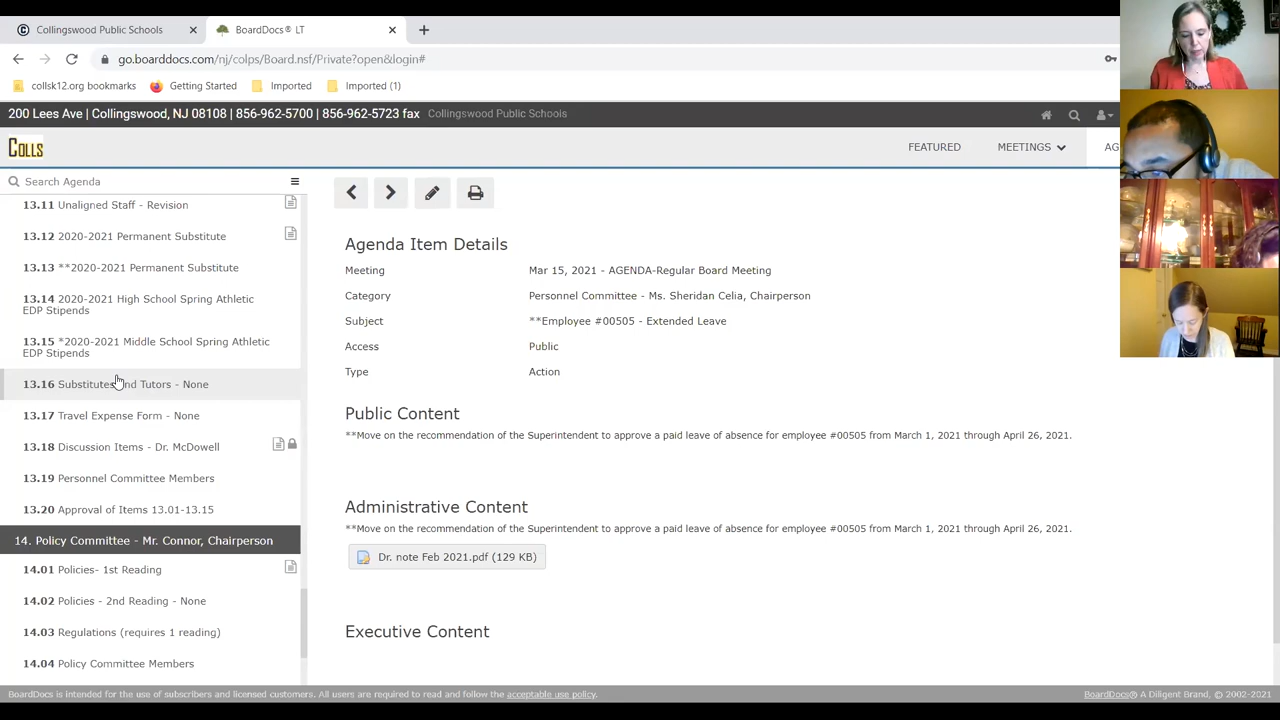 Collingswood Public Schools
BoardDocs® LT
go.boarddocs.com/nj/colps/Board.nsf/Private?open&login#
collsk12.org bookmarks
Getting Started
Imported
Imported (1)
200 Lees Ave | Collingswood, NJ 08108 | 856-962-5700 | 856-962-5723 fax Collingswood Public Schools
COLLS
FEATURED
MEETINGS
AG
Search Agenda
13.11 Unaligned Staff - Revision
13.12 2020-2021 Permanent Substitute
13.13 **2020-2021 Permanent Substitute
13.14 2020-2021 High School Spring Athletic
EDP Stipends
13.15 *2020-2021 Middle School Spring Athletic
EDP Stipends
13.16 Substitutes and Tutors - None
13.17 Travel Expense Form - None
13.18 Discussion Items - Dr. McDowell
13.19 Personnel Committee Members
13.20 Approval of Items 13.01-13.15
14. Policy Committee - Mr. Connor, Chairperson
14.01 Policies- 1st Reading
14.02 Policies - 2nd Reading - None
14.03 Regulations (requires 1 reading)
14.04 Policy Committee Members
Agenda Item Details
Meeting Mar 15, 2021 - AGENDA-Regular Board Meeting
Category Personnel Committee - Ms. Sheridan Celia, Chairperson
Subject **Employee #00505 - Extended Leave
Access Public
Type Action
Public Content
**Move on the recommendation of the Superintendent to approve a paid leave of absence for employee #00505 from March 1, 2021 through April 26, 2021.
Administrative Content
**Move on the recommendation of the Superintendent to approve a paid leave of absence for employee #00505 from March 1, 2021 through April 26, 2021.
Dr. note Feb 2021.pdf (129 KB)
Executive Content
BoardDocs is intended for the use of subscribers and licensed customers. All users are required to read and follow the acceptable use policy.
BoardDocs® A Diligent Brand, © 2002-2021